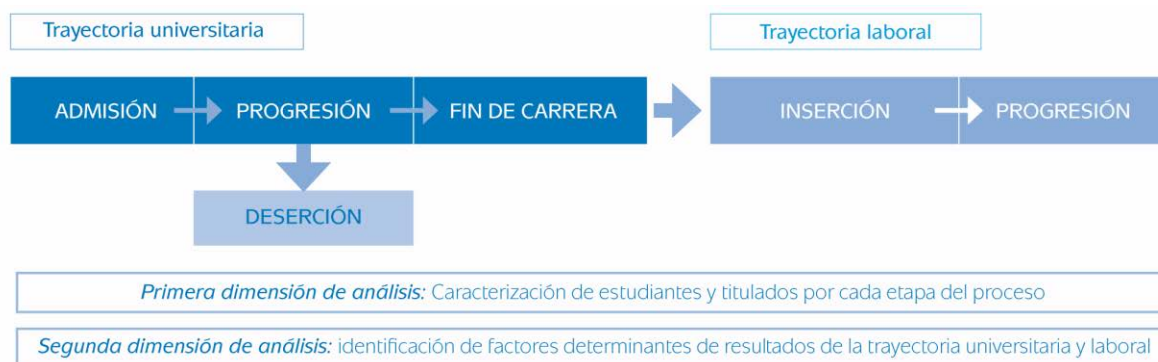 Trayectoria universitaria
Trayectoria laboral
ADMISIÓN
PROGRESIÓN
FIN DE CARRERA
INSERCIÓN
PROGRESIÓN
DESERCIÓN
Primera dimensión de análisis: Caracterización de estudiantes y titulados por cada etapa del proceso
Segunda dimensión de análisis: identificación de factores determinantes de resultados de la trayectoria universitaria y laboral